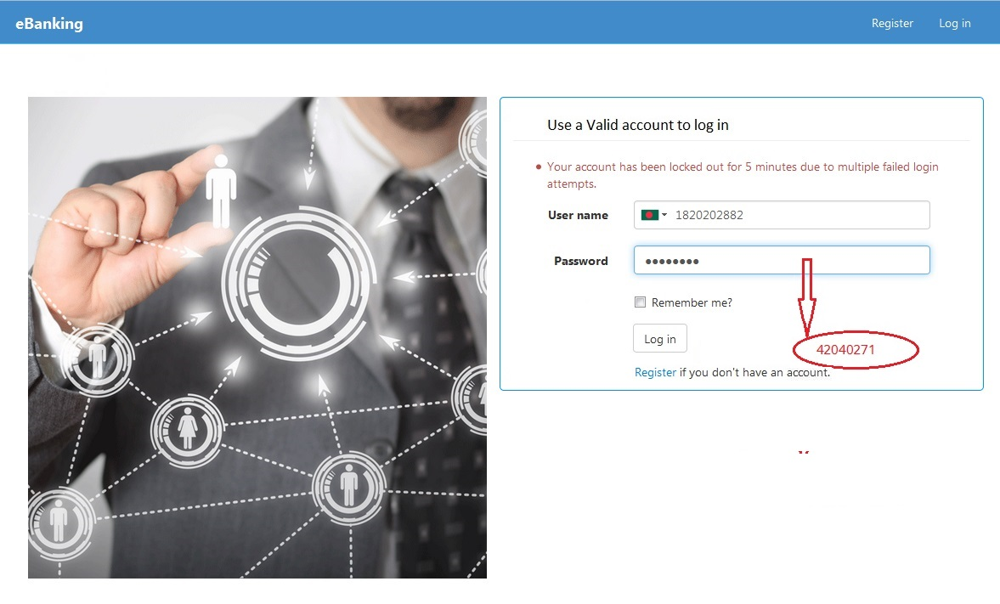 eBanking
Register
Log in
Use a Valid account to log in
Your account has been locked out for 5 minutes due to multiple failed login
attempts.
User name
1820202882
Password
Remember me?
Log in
42040271
Register if you don't have an account.